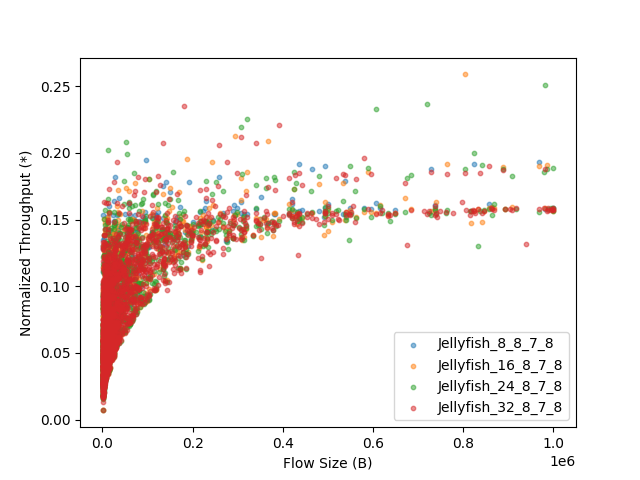 0.25
0.20
0.15
0.10
0.05
0.00
Normalized Throughput (*)
Jellyfish_8_8_7_8
Jellyfish_16_8_7_8
Jellyfish_24_8_7_8
Jellyfish_32_8_7_8
0.0 0.2 0.4 0.6 0.8 1.0
1e6
Flow Size (B)